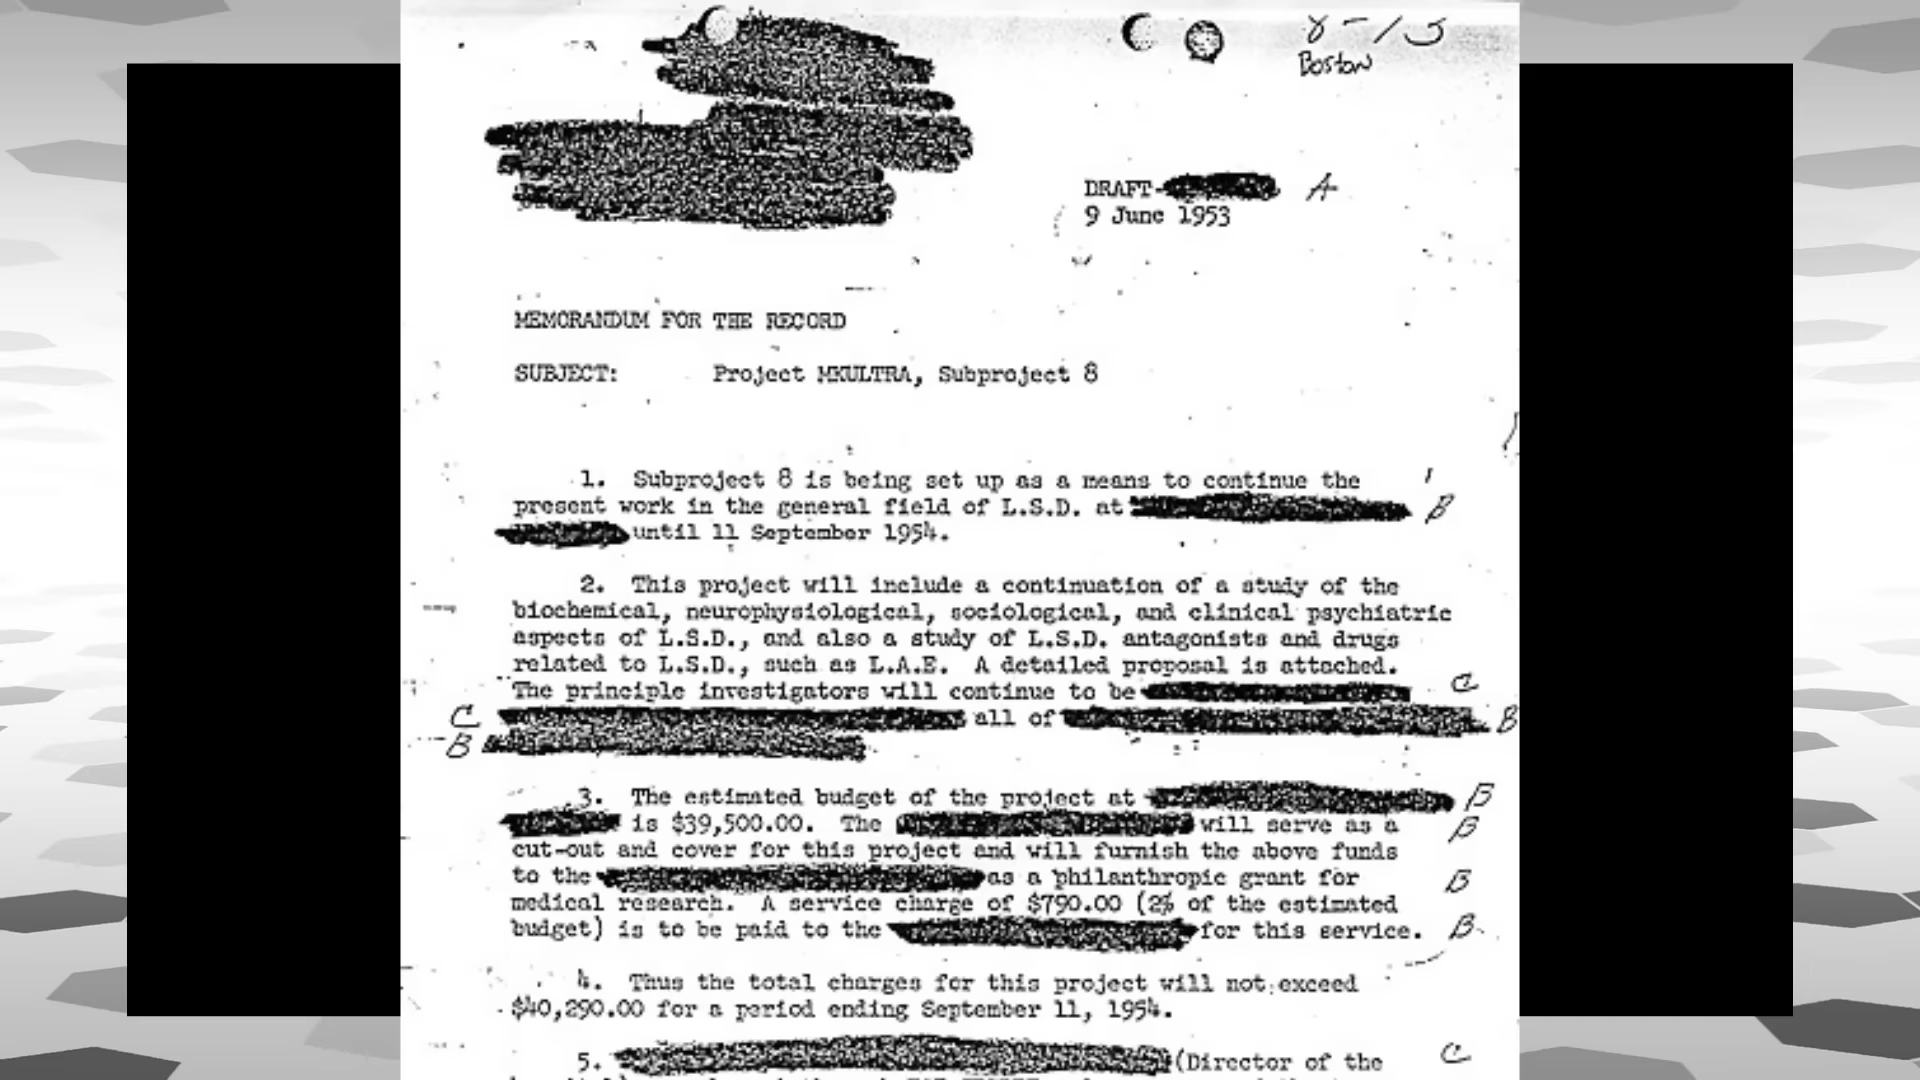 8-15
Boston
DRAFT- A
9 June 1953
MEMORANDUM FOR THE RECORD
SUBJECT: Project MKULTRA, Subproject 8
1. Subproject 8 is being set up as a means to continue the
present work in the general field of L.S.D. at B
until 11 September 1954.
2. This project will include a continuation of a study of the
biochemical, neurophysiological, sociological, and clinical psychiatric
aspects of L.S.D., and also a study of L.S.D. antagonists and drugs
related to L.S.D., such as L.A.E. A detailed proposal is attached.
The principle investigators will continue to be C
C all of B
B
3. The estimated budget of the project at B
is $39,500.00. The will serve as a B
cut-out and cover for this project and will furnish the above funds
to the as a philanthropic grant for B
medical research. A service charge of $790.00 (2% of the estimated
budget) is to be paid to the for this service. B
4. Thus the total charges for this project will not exceed
$40,290.00 for a period ending September 11, 1954.
5. (Director of the C